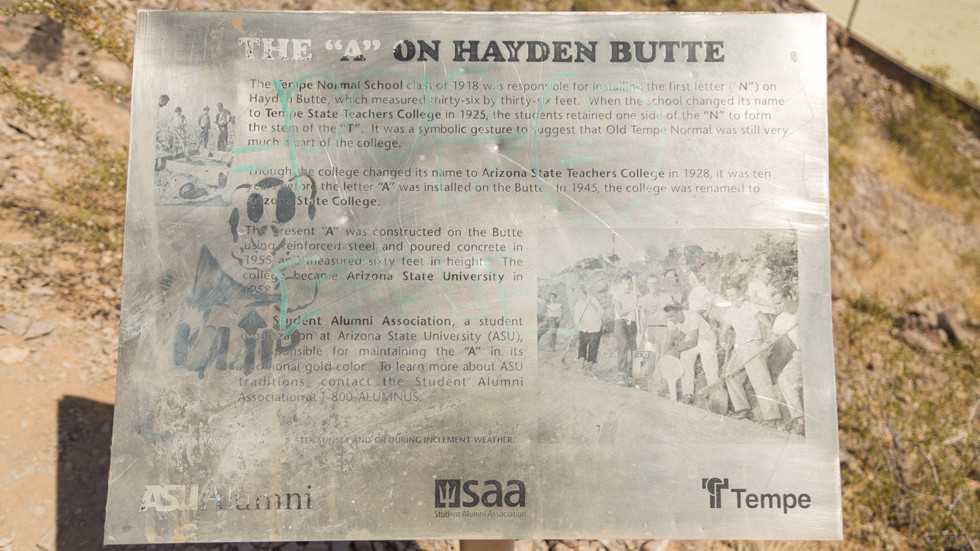 THE “A” ON HAYDEN BUTTE
The Tempe Normal School class of 1918 was responsible for installing the first letter ( N”) on
Hayden Butte, which measured thirty-six by thirty-six feet. When the school changed its name
to Tempe State Teachers College in 1925, the students retained one side of the “N” to form
the stem of the “T”. It was a symbolic gesture to suggest that Old Tempe Normal was still very
much a part of the college.
Though the college changed its name to Arizona State Teachers College in 1928, it was ten
before the letter “A” was installed on the Butte. In 1945, the college was renamed to
Arizona State College.
The present “A” was constructed on the Butte
using reinforced steel and poured concrete in
1955 and measured sixty feet in height. The
college became Arizona State University in
1958.
Student Alumni Association, a student
at Arizona State University (ASU),
for maintaining the “A” in its
gold color. To learn more about ASU
traditions, contact the Student Alumni
Association at 1-800-ALUMNUS.
SUNSET AND/OR DURING INCLEMENT WEATHER.
ASU Alumni
saa
Student Alumni Association
Tempe